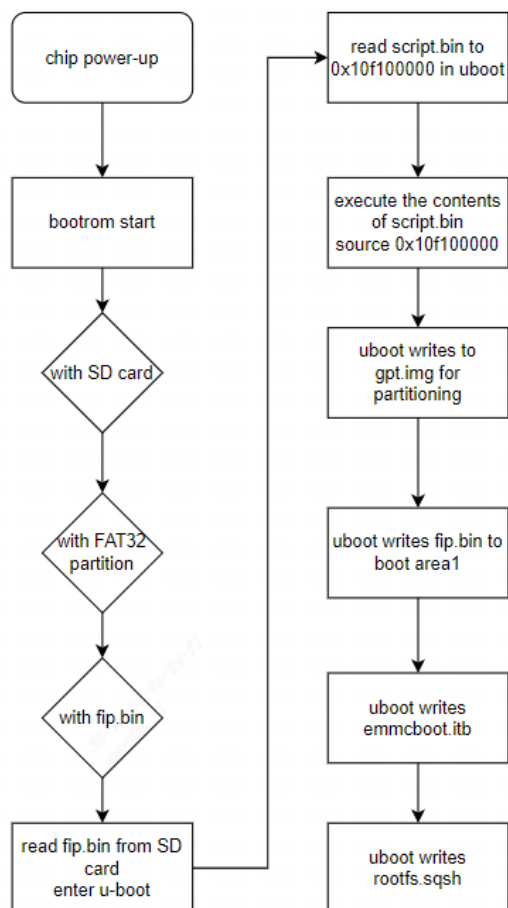 chip power-up
bootrom start
with SD card
with FAT32
partition
with fip.bin
read fip.bin from SD
card
enter u-boot
read script.bin to
0x10f100000 in uboot
execute the contents
of script.bin
source 0x10f100000
uboot writes to
gpt.img for
partitioning
uboot writes fip.bin to
boot area1
uboot writes
emmcboot.itb
uboot writes
rootfs.sqsh